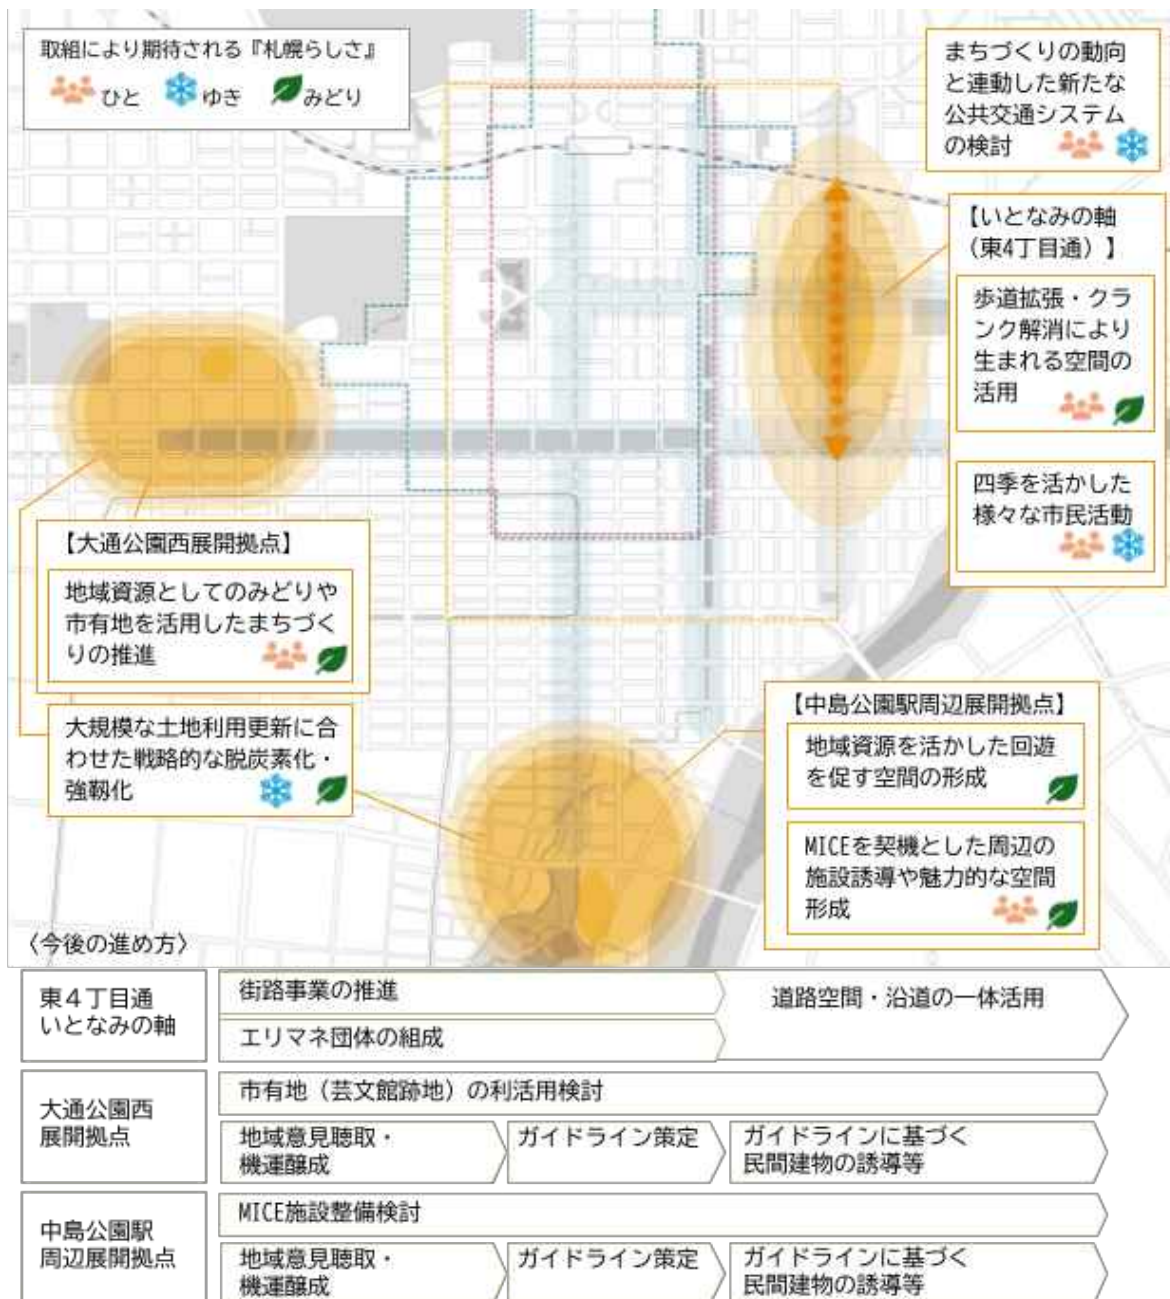 取組により期待される『札幌らしさ』
ひと ゆき みどり
まちづくりの動向
と連動した新たな
公共交通システム
の検討
【いとなみの軸
(東4丁目通)】
歩道拡張・クラ
ンク解消により
生まれる空間の
活用
四季を活かした
様々な市民活動
【大通公園西展開拠点】
地域資源としてのみどりや
市有地を活用したまちづく
りの推進
大規模な土地利用更新に合
わせた戦略的な脱炭素化・
強靱化
【中島公園駅周辺展開拠点】
地域資源を活かした回遊
を促す空間の形成
MICEを契機とした周辺の
施設誘導や魅力的な空間
形成
〈今後の進め方〉
東4丁目通
いとなみの軸
街路事業の推進
エリマネ団体の組成
道路空間・沿道の一体活用
大通公園西
展開拠点
市有地(芸文館跡地)の利活用検討
地域意見聴取・
機運醸成
ガイドライン策定
ガイドラインに基づく
民間建物の誘導等
中島公園駅
周辺展開拠点
MICE施設整備検討
地域意見聴取・
機運醸成
ガイドライン策定
ガイドラインに基づく
民間建物の誘導等